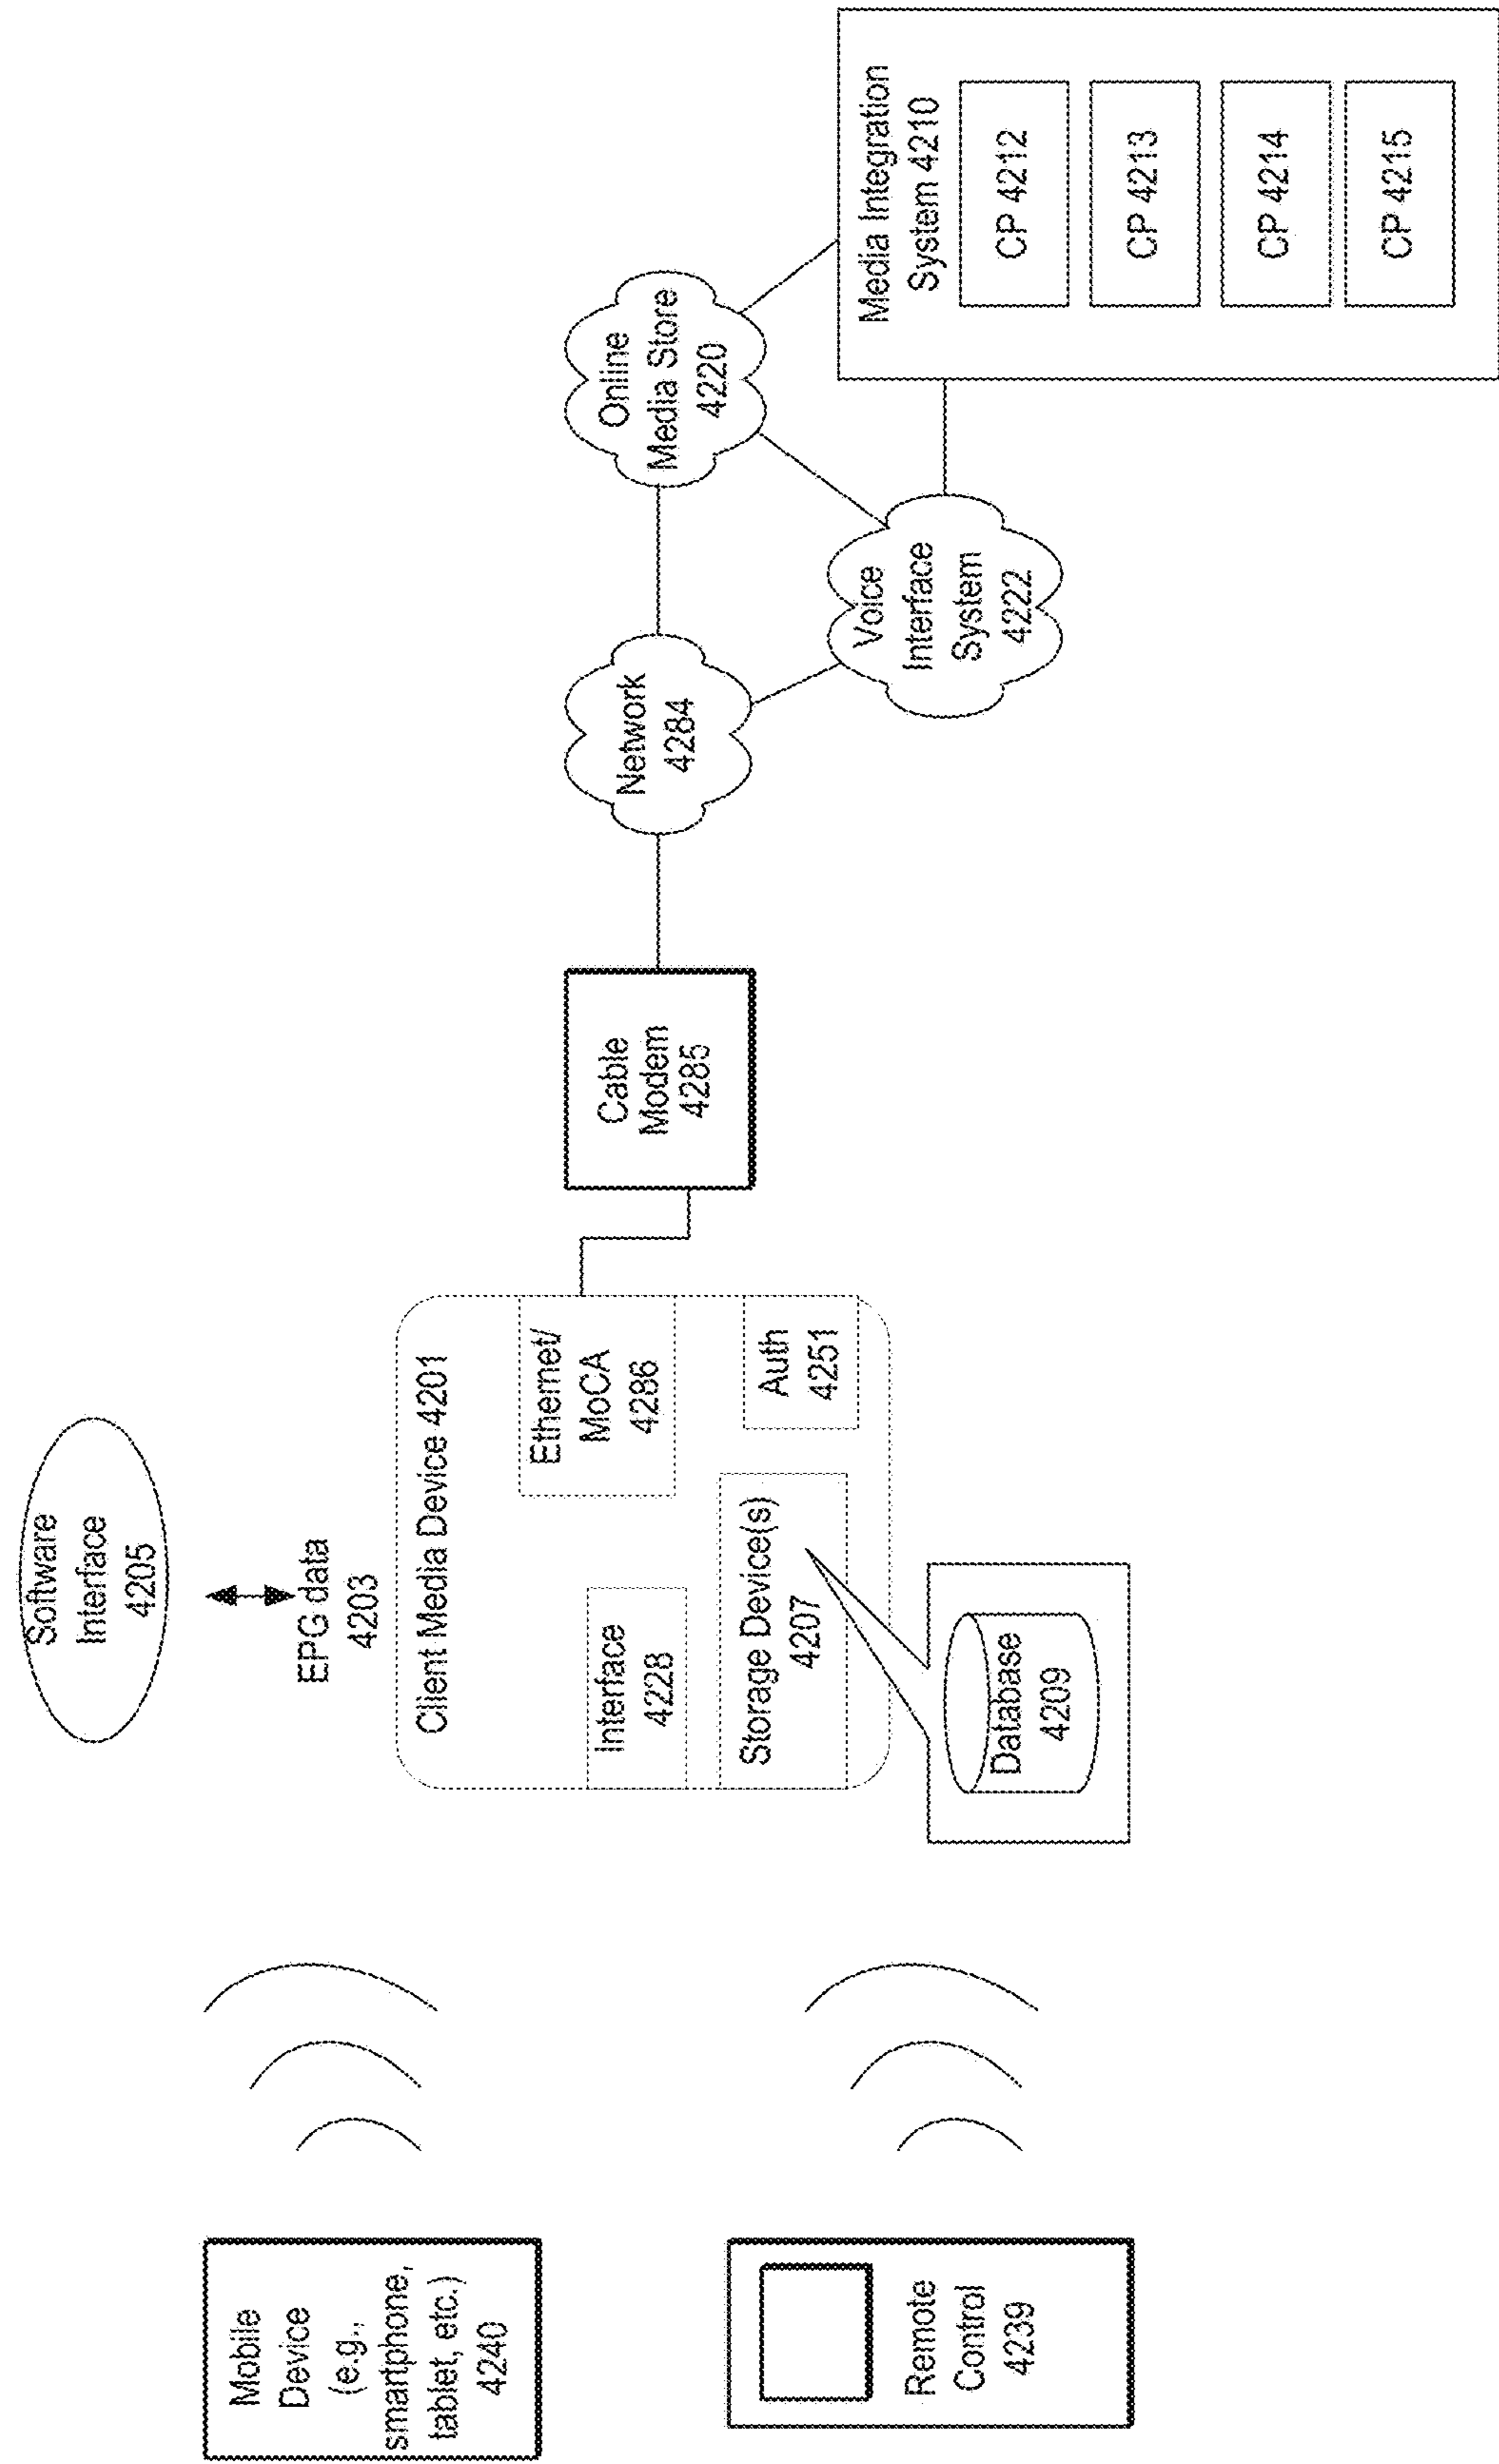 Software
Interface
4205
EPG data
4203
Mobile
Device
(e.g.,
smartphone,
tablet, etc.)
4240
Remote
Control
4239
Client Media Device 4201
Interface
4228
Ethernet/
MoCA
4286
Storage Device(s)
4207
Auth
4251
Database
4209
Cable
Modem
4285
Network
4284
Online
Media Store
4220
Voice
Interface
System
4222
Media Integration
System 4210
CP 4212
CP 4213
CP 4214
CP 4215